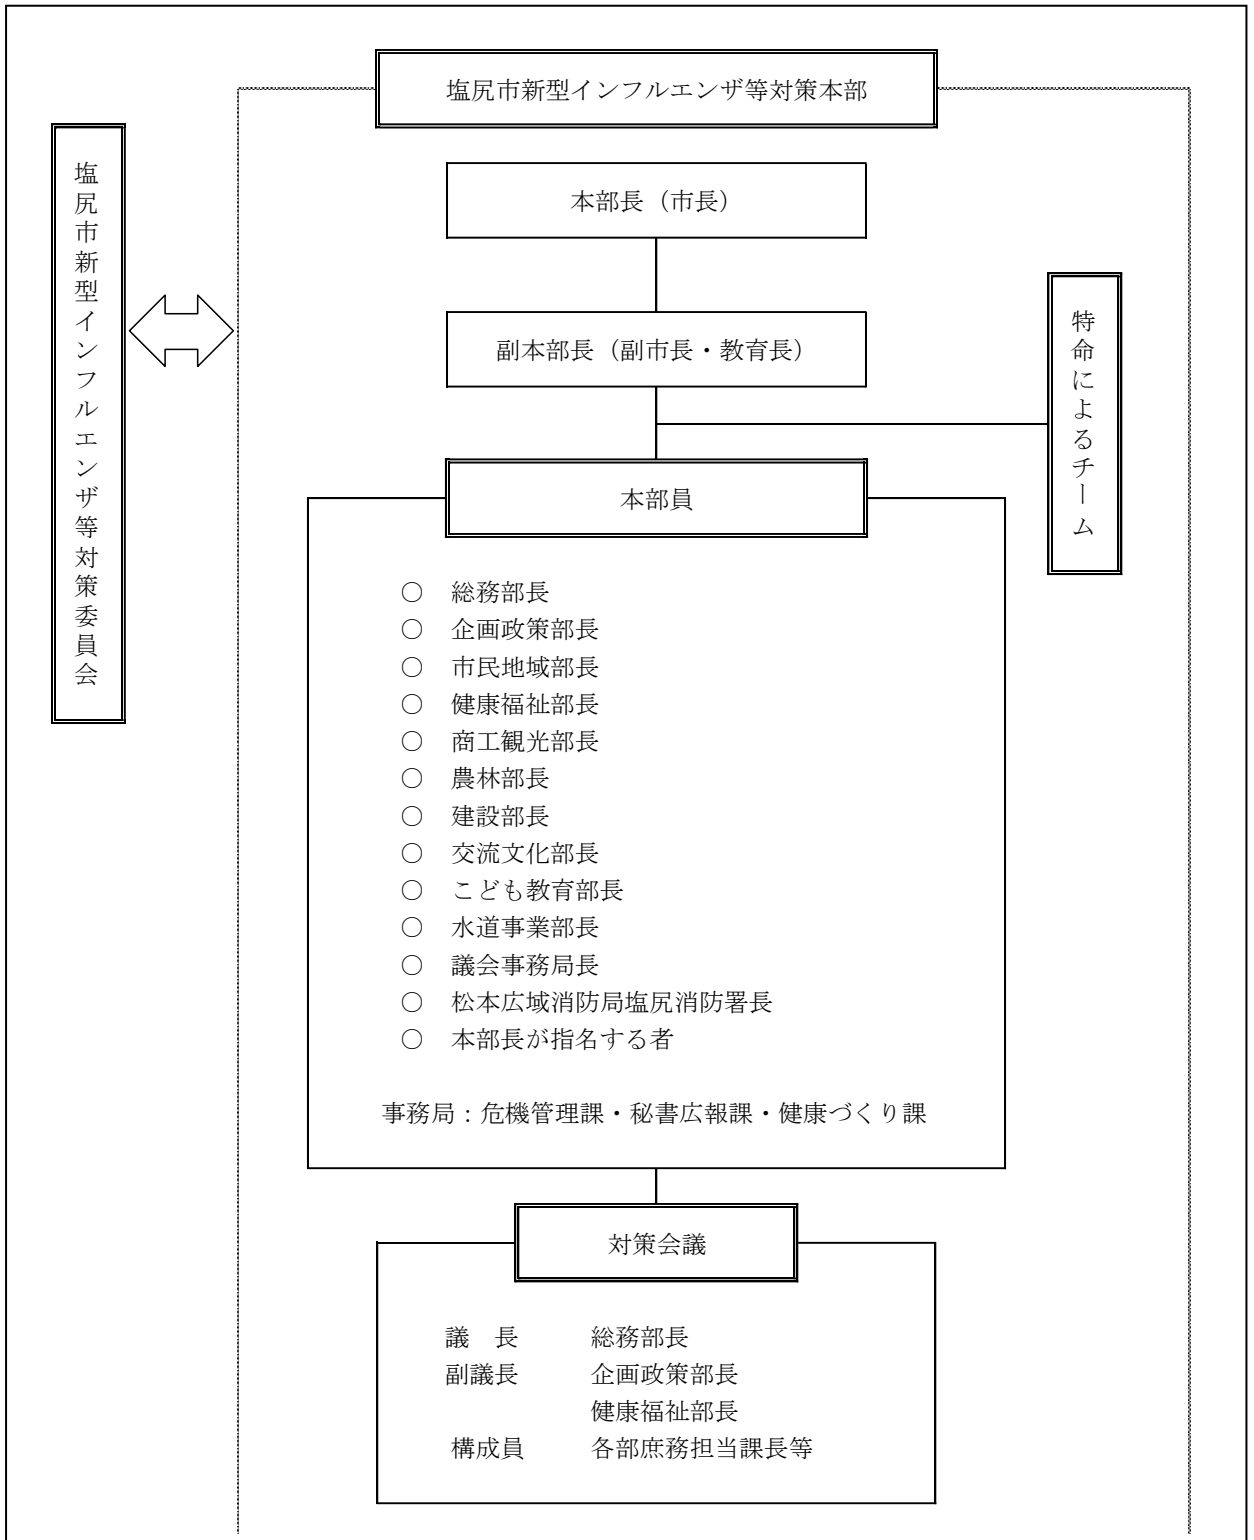 塩尻市新型インフルエンザ等対策本部
塩尻市新型インフルエンザ等対策委員会
本部長（市長）
副本部長（副市長・教育長）
特命によるチーム
本部員
○　総務部長
○　企画政策部長
○　市民地域部長
○　健康福祉部長
○　商工観光部長
○　農林部長
○　建設部長
○　交流文化部長
○　こども教育部長
○　水道事業部長
○　議会事務局長
○　松本広域消防局塩尻消防署長
○　本部長が指名する者
事務局：危機管理課・秘書広報課・健康づくり課
対策会議
議　長　総務部長
副議長　企画政策部長
健康福祉部長
構成員　各部庶務担当課長等